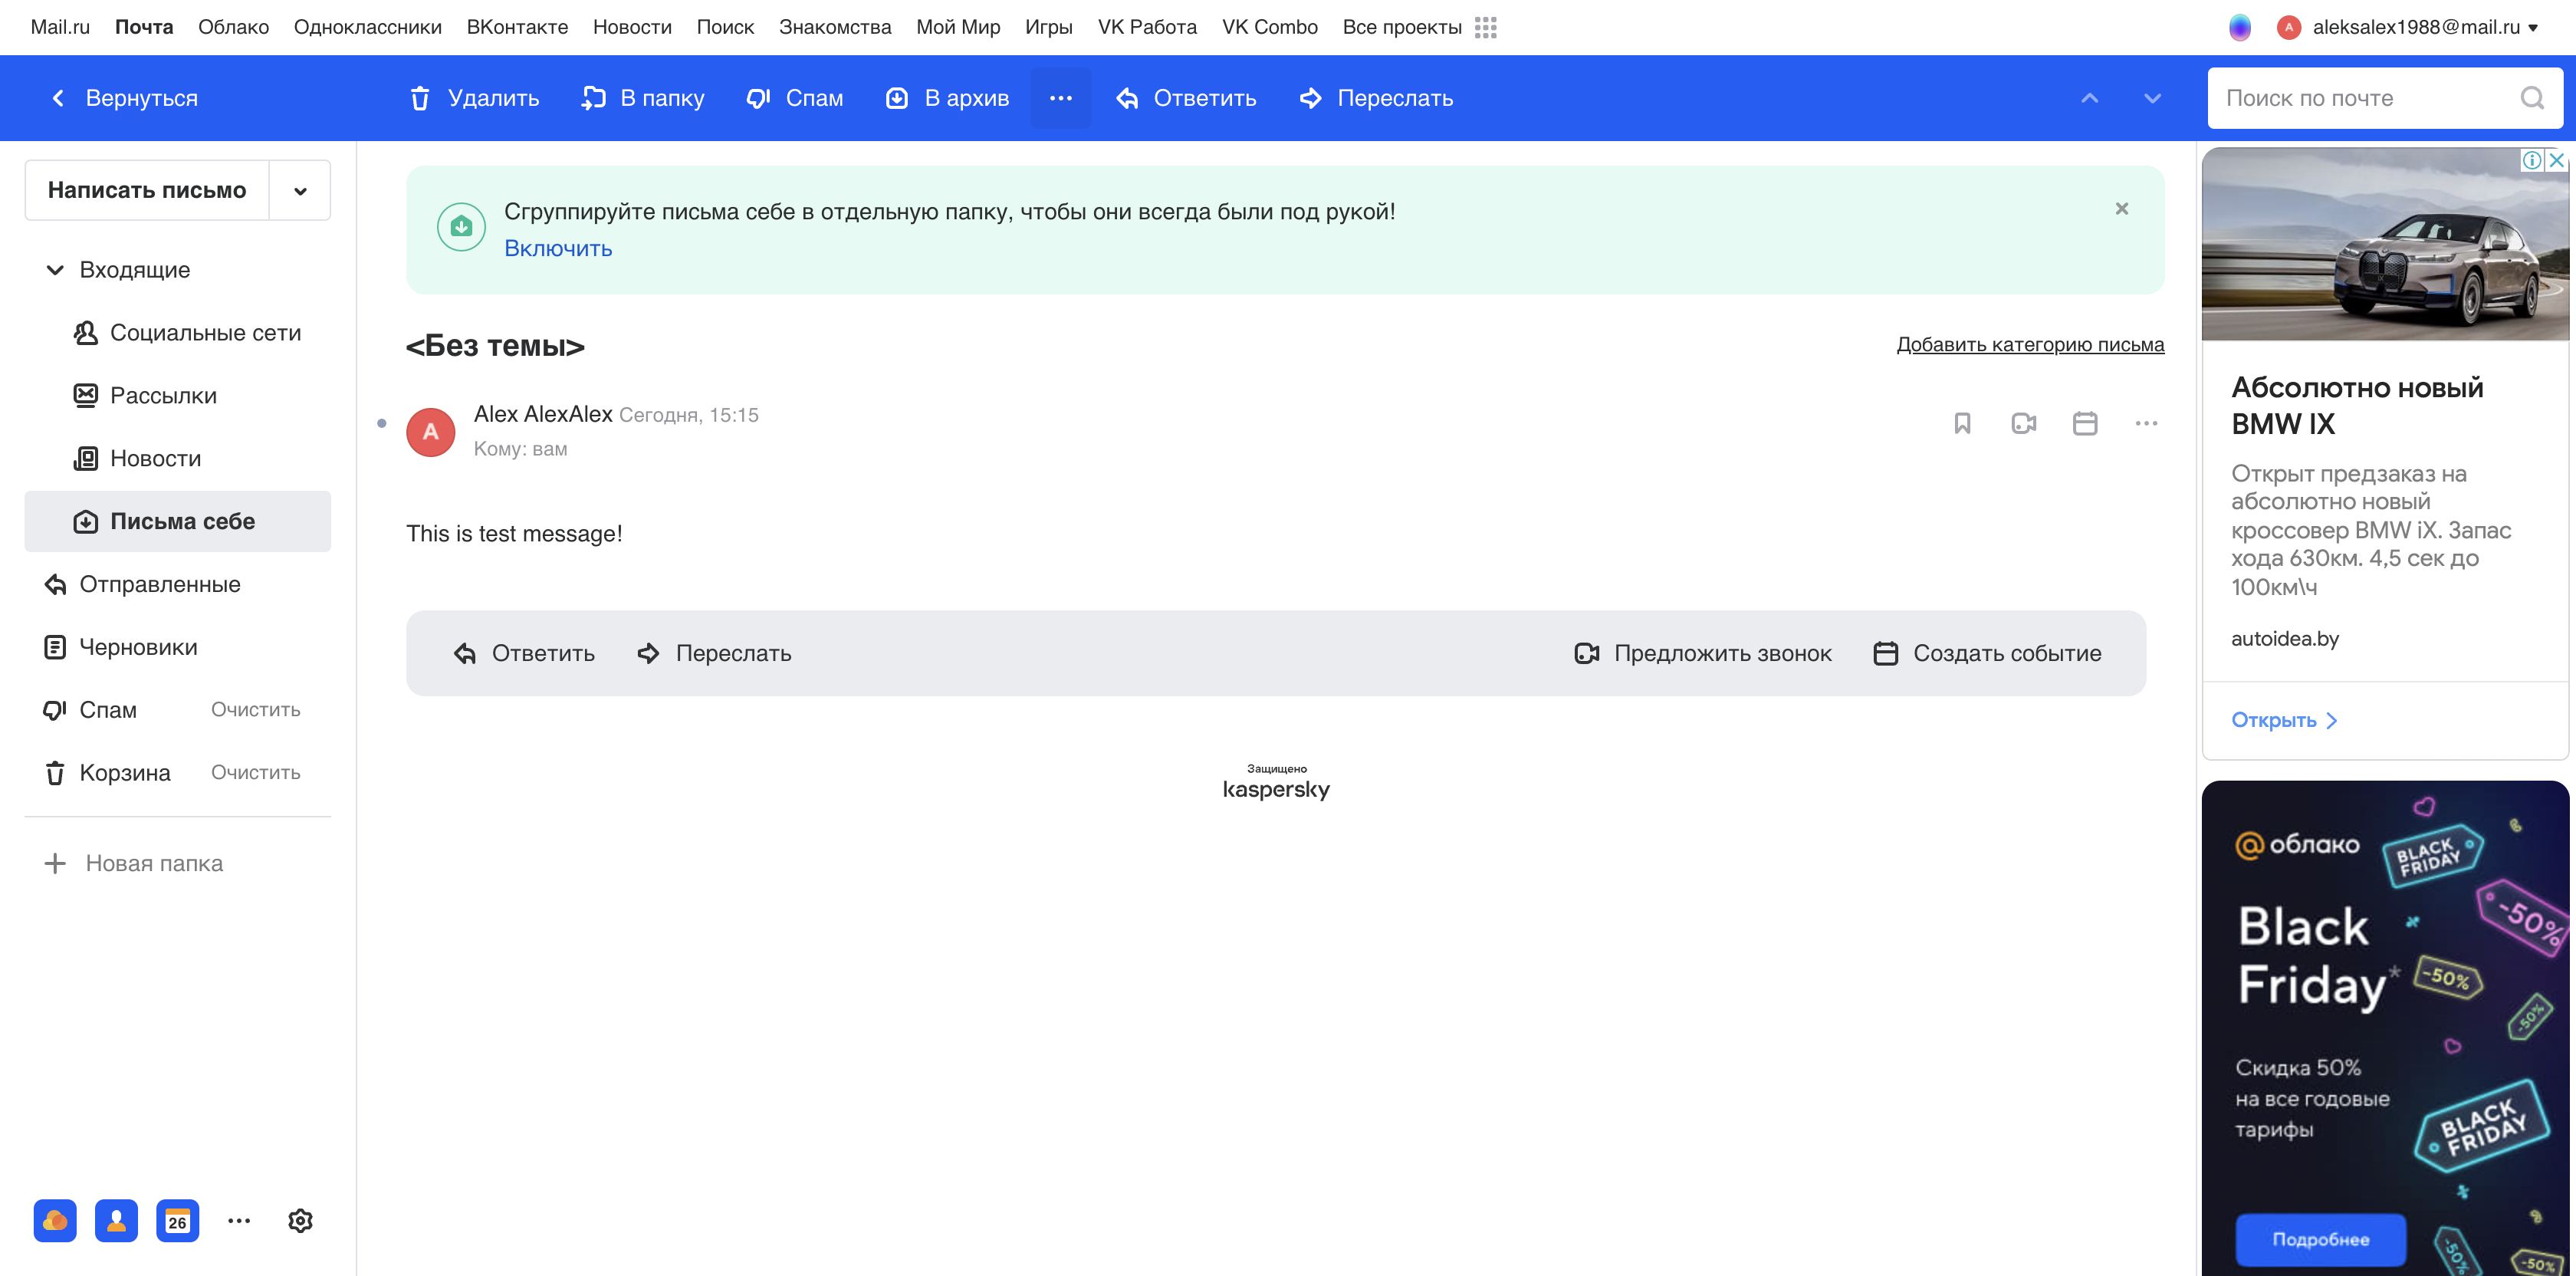 Mail.ru Почта Облако Одноклассники ВКонтакте Новости Поиск Знакомства Мой Мир Игры VK Работа VK Combo Все проекты
A aleksalex1988@mail.ru
Вернуться
Удалить В папку Спам В архив Ответить Переслать
Поиск по почте
Написать письмо
Входящие
Социальные сети
Рассылки
Новости
Письма себе
Отправленные
Черновики
Спам Очистить
Корзина Очистить
Новая папка
26
Сгруппируйте письма себе в отдельную папку, чтобы они всегда были под рукой!
Включить
<Без темы>
Добавить категорию письма
A
Alex AlexAlex Сегодня, 15:15
Кому: вам
This is test message!
Ответить Переслать Предложить звонок Создать событие
Защищено
kaspersky
Абсолютно новый
BMW IX
Открыт предзаказ на
абсолютно новый
кроссовер BMW iX. Запас
хода 630км. 4,5 сек до
100км\ч
autoidea.by
Открыть
@облако
BLACK
FRIDAY
-50%
Black
Friday*
-50%
-50%
Скидка 50%
на все годовые
тарифы
BLACK
FRIDAY
Подробнее
-50%
-50%